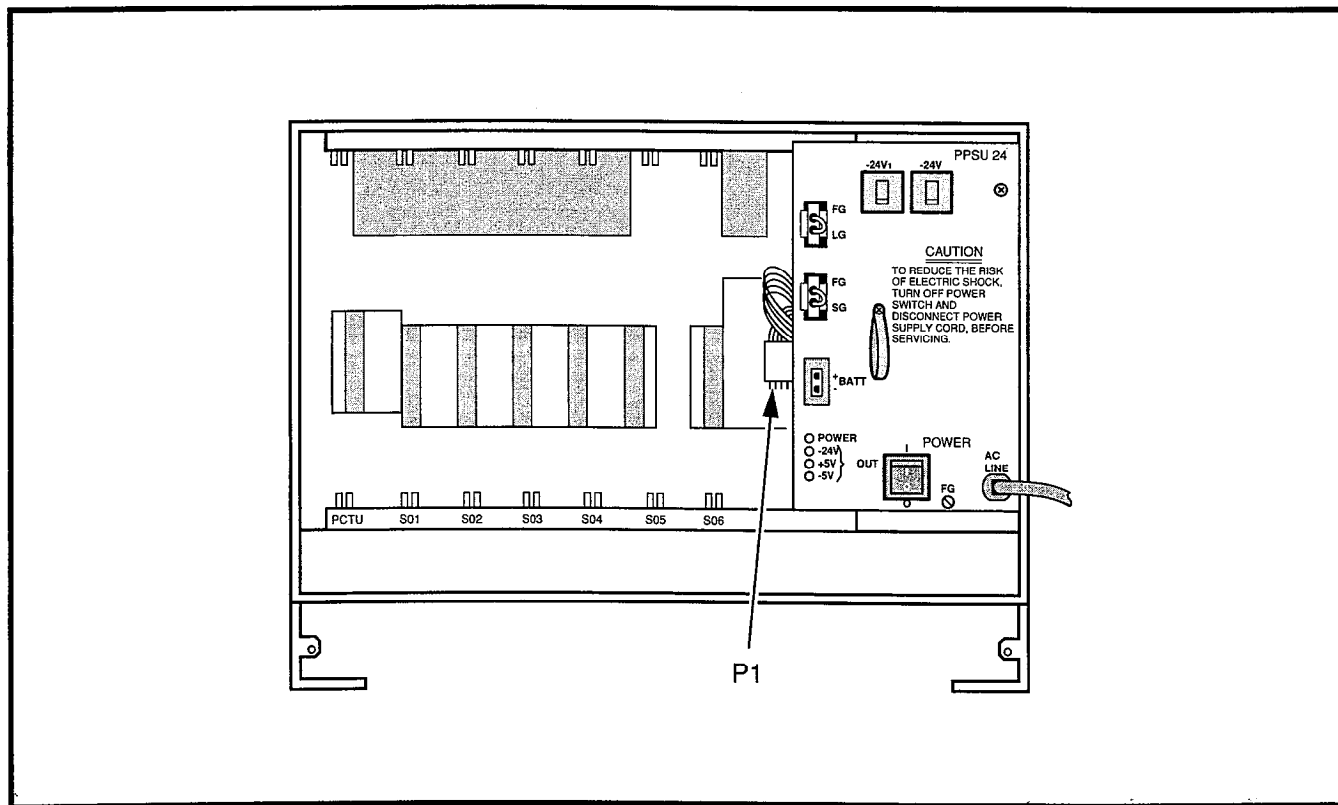 PPSU 24
-24V1 -24V
FG
LG
CAUTION
TO REDUCE THE RISK
OF ELECTRIC SHOCK,
TURN OFF POWER
SWITCH AND
DISCONNECT POWER
SUPPLY CORD, BEFORE
SERVICING.
FG
SG
+
BATT
-
POWER
-24V
+5V
-5V
OUT
I
POWER
O
FG
AC
LINE
PCTU S01 S02 S03 S04 S05 S06
P1